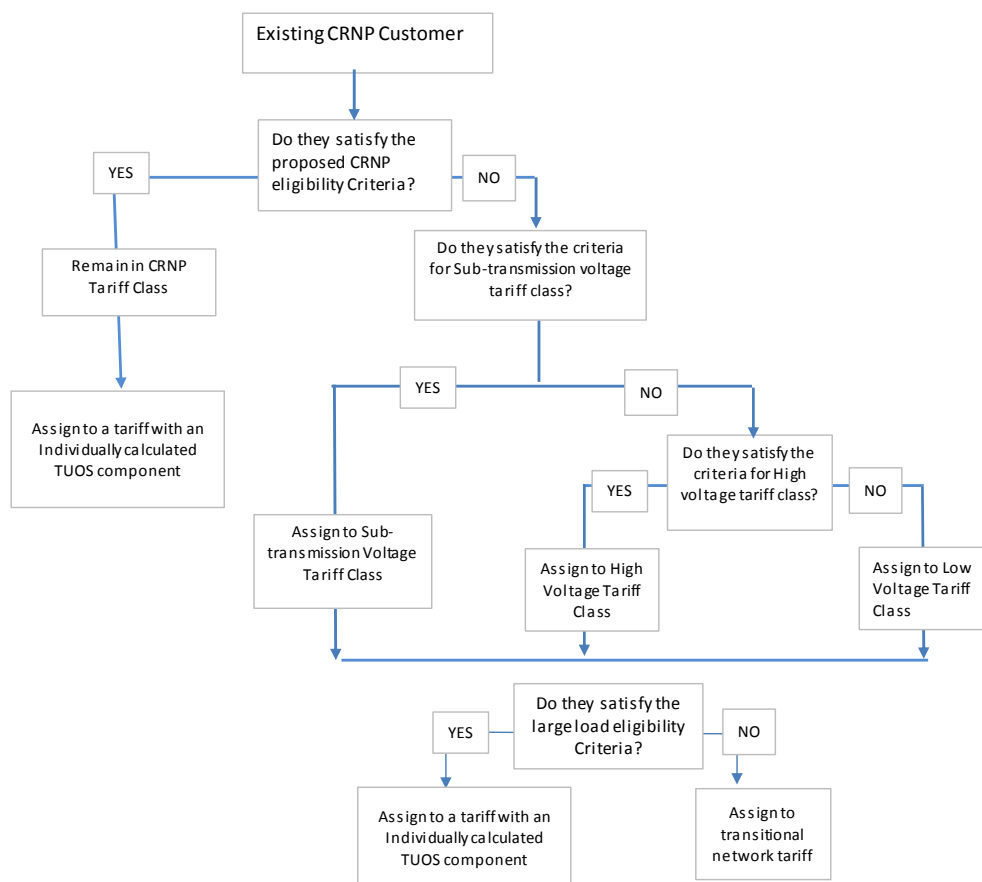 Existing CRNP Customer
Do they satisfy the
proposed CRNP
eligibility Criteria?
YES
NO
Remain in CRNP
Tariff Class
Do they satisfy the criteria
for Sub-transmission voltage
tariff class?
Assign to a tariff with an
Individually calculated
TUOS component
YES
NO
Do they satisfy the
criteria for High
voltage tariff class?
YES
NO
Assign to Sub-
transmission Voltage
Tariff Class
Assign to High
Voltage Tariff
Class
Assign to Low
Voltage Tariff
Class
Do they satisfy the
large load eligibility
Criteria?
YES
NO
Assign to a tariff with an
Individually calculated
TUOS component
Assign to
transitional
network tariff